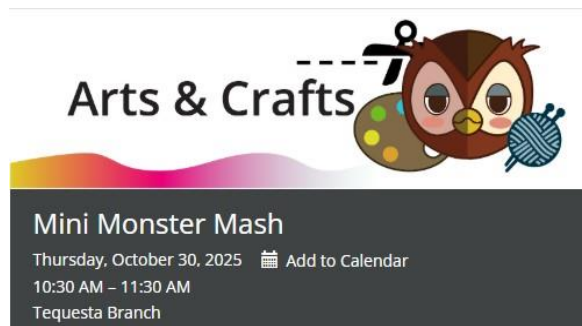 Arts & Crafts
Mini Monster Mash
Thursday, October 30, 2025 Add to Calendar
10:30 AM – 11:30 AM
Tequesta Branch